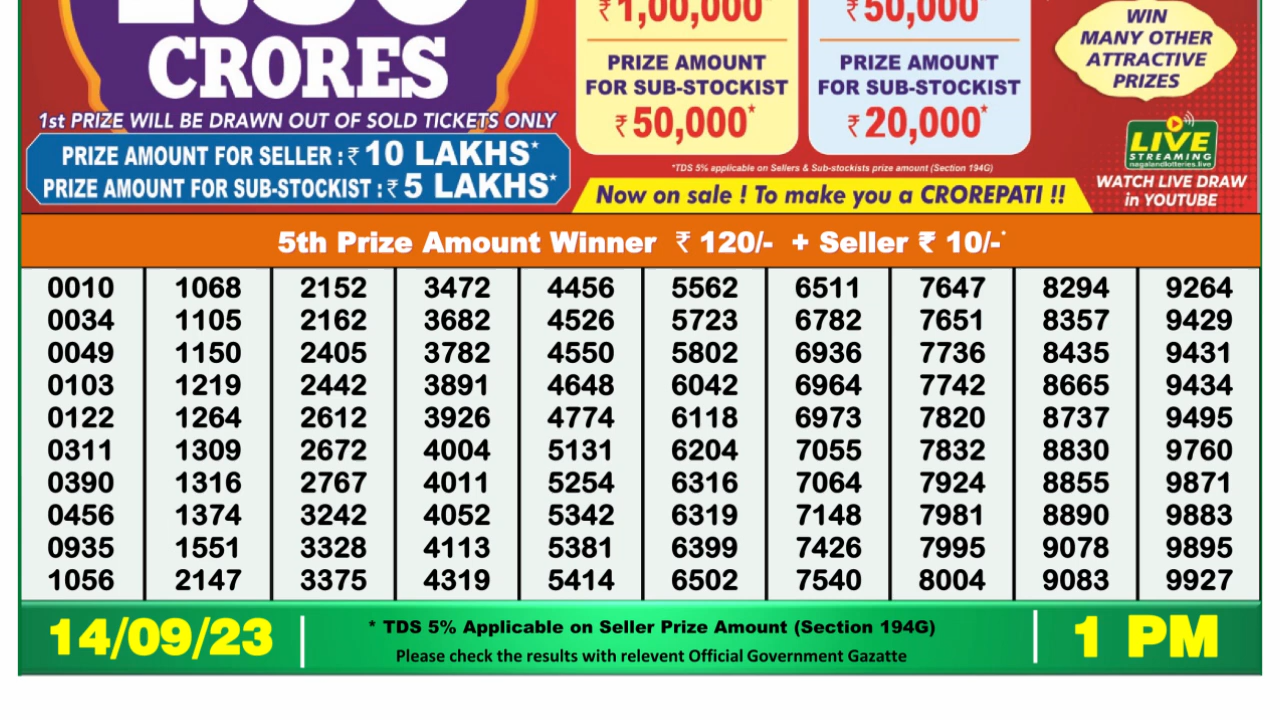 CRORES
1st PRIZE WILL BE DRAWN OUT OF SOLD TICKETS ONLY
PRIZE AMOUNT FOR SELLER : ₹ 10 LAKHS*
PRIZE AMOUNT FOR SUB-STOCKIST : ₹ 5 LAKHS*
₹1,00,000*
PRIZE AMOUNT
FOR SUB-STOCKIST
₹50,000*
₹50,000*
PRIZE AMOUNT
FOR SUB-STOCKIST
₹20,000*
*TDS 5% applicable on Sellers & Sub-stockists prize amount (Section 194G)
Now on sale ! To make you a CROREPATI !!
WIN
MANY OTHER
ATTRACTIVE
PRIZES
LIVE
STREAMING
nagalandlotteries.live
WATCH LIVE DRAW
in YOUTUBE
5th Prize Amount Winner ₹ 120/- + Seller ₹ 10/-*
0010 1068 2152 3472 4456 5562 6511 7647 8294 9264
0034 1105 2162 3682 4526 5723 6782 7651 8357 9429
0049 1150 2405 3782 4550 5802 6936 7736 8435 9431
0103 1219 2442 3891 4648 6042 6964 7742 8665 9434
0122 1264 2612 3926 4774 6118 6973 7820 8737 9495
0311 1309 2672 4004 5131 6204 7055 7832 8830 9760
0390 1316 2767 4011 5254 6316 7064 7924 8855 9871
0456 1374 3242 4052 5342 6319 7148 7981 8890 9883
0935 1551 3328 4113 5381 6399 7426 7995 9078 9895
1056 2147 3375 4319 5414 6502 7540 8004 9083 9927
14/09/23
* TDS 5% Applicable on Seller Prize Amount (Section 194G)
Please check the results with relevent Official Government Gazatte
1 PM